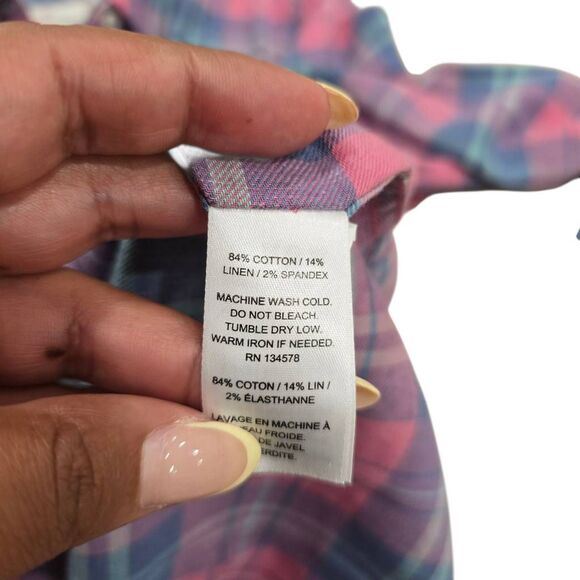 84% COTTON / 14%
LINEN / 2% SPANDEX
MACHINE WASH COLD.
DO NOT BLEACH.
TUMBLE DRY LOW.
WARM IRON IF NEEDED.
RN 134578
84% COTON / 14% LIN /
2% ÉLASTHANNE
LAVAGE EN MACHINE À
FROIDE.
DE JAVEL